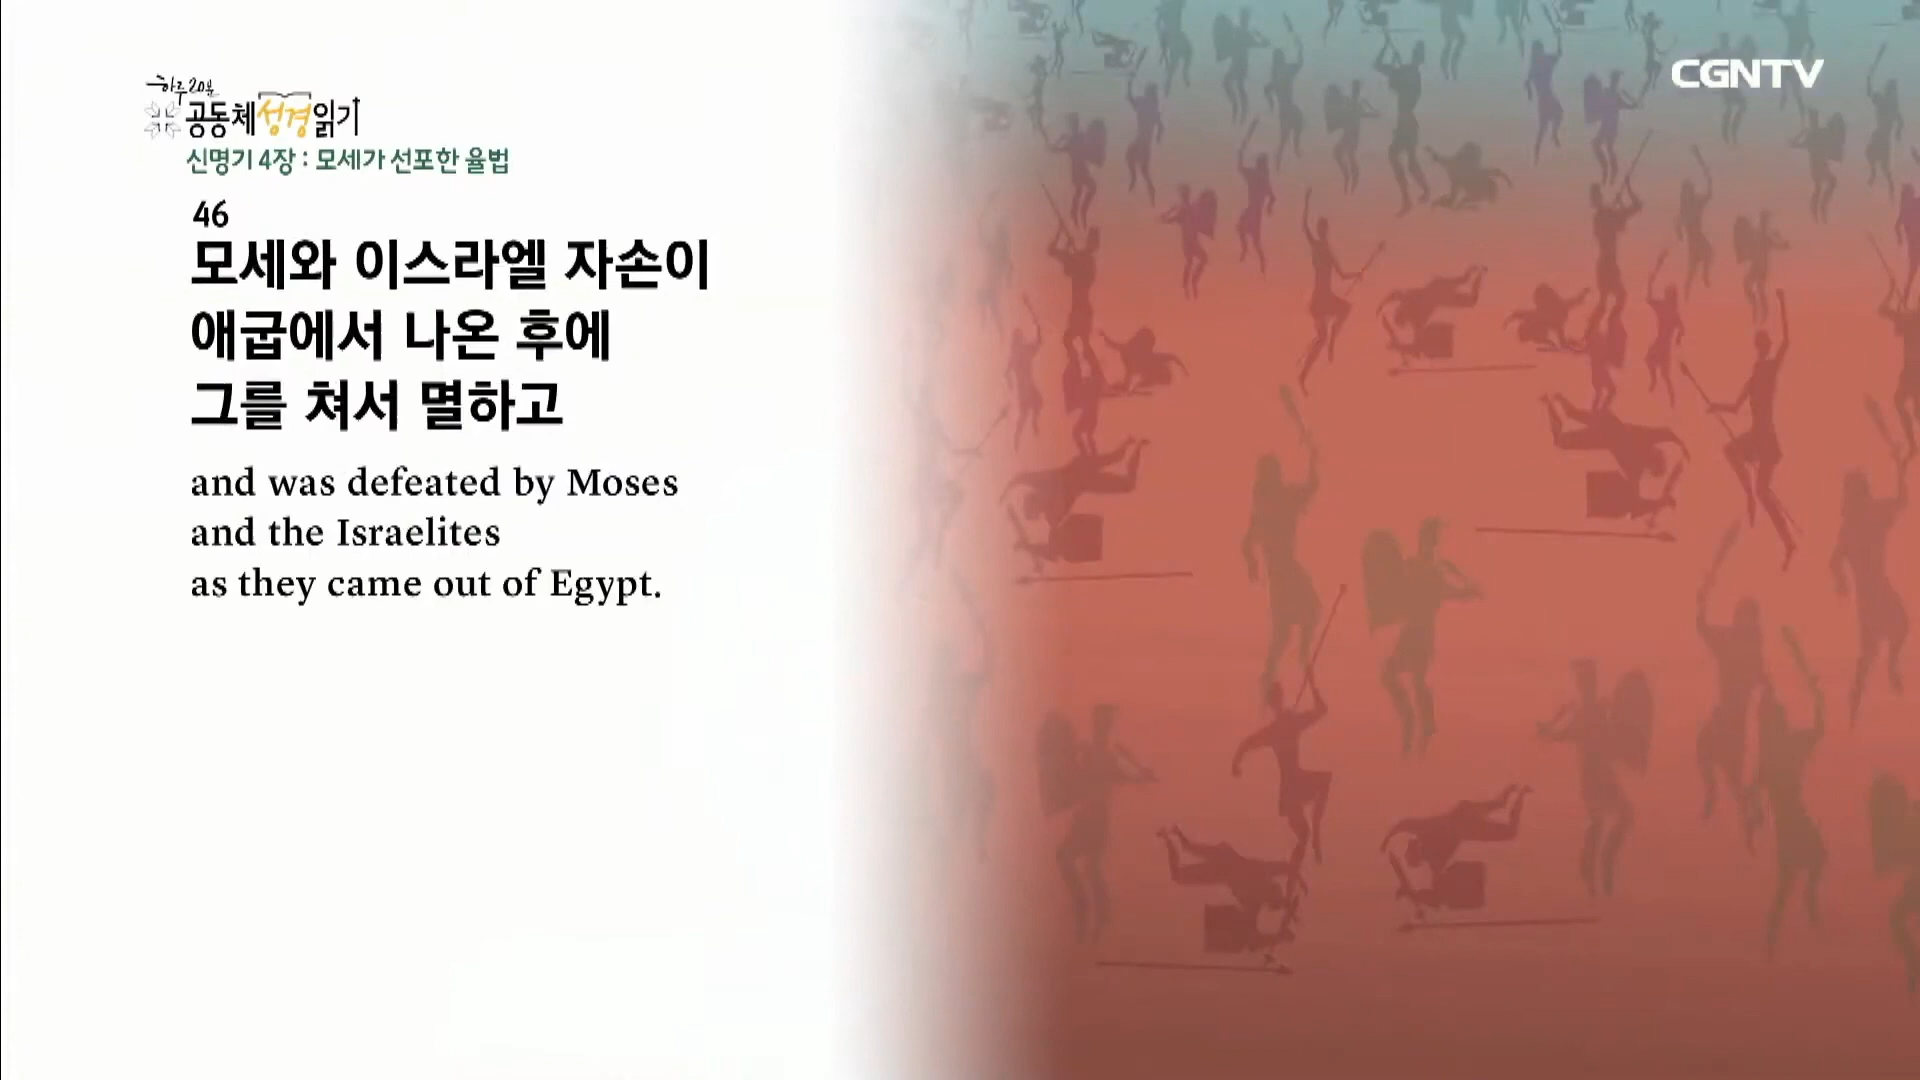 하루 20분
공동체성경읽기
CGNTV
신명기 4장 : 모세가 선포한 율법
46
모세와 이스라엘 자손이
애굽에서 나온 후에
그를 쳐서 멸하고
and was defeated by Moses
and the Israelites
as they came out of Egypt.